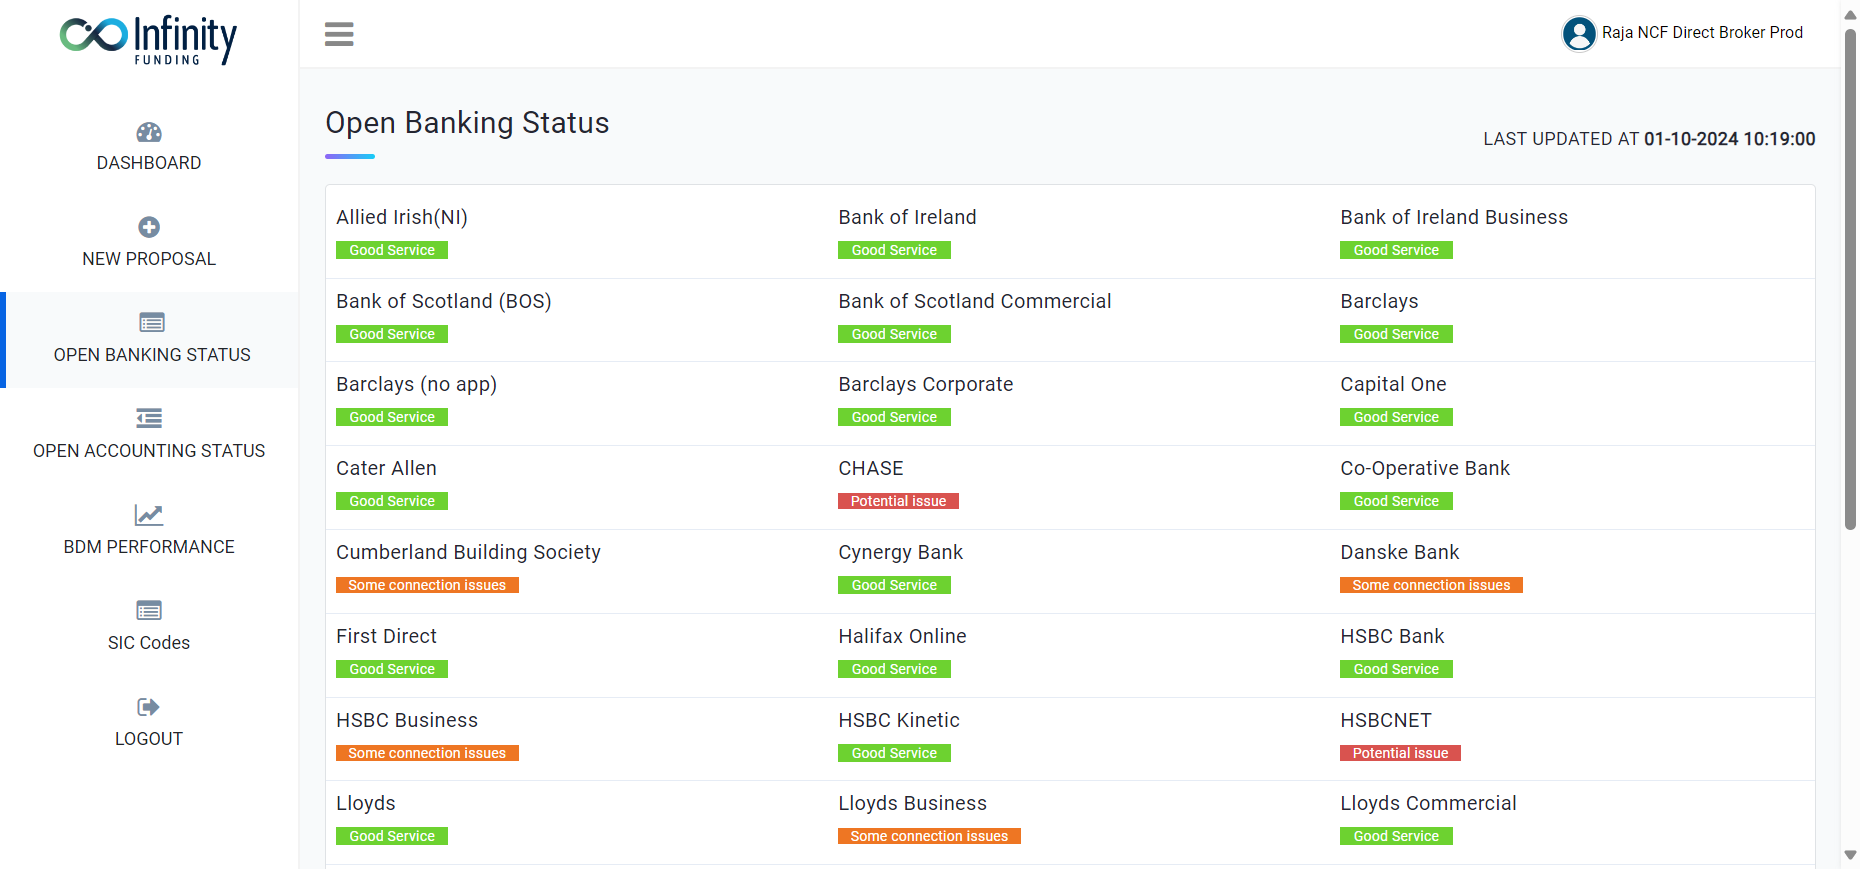 Infinity
FUNDING
Raja NCF Direct Broker Prod
DASHBOARD
NEW PROPOSAL
OPEN BANKING STATUS
OPEN ACCOUNTING STATUS
BDM PERFORMANCE
SIC Codes
LOGOUT
Open Banking Status
LAST UPDATED AT 01-10-2024 10:19:00
Allied Irish(NI)
Good Service
Bank of Ireland
Good Service
Bank of Ireland Business
Good Service
Bank of Scotland (BOS)
Good Service
Bank of Scotland Commercial
Good Service
Barclays
Good Service
Barclays (no app)
Good Service
Barclays Corporate
Good Service
Capital One
Good Service
Cater Allen
Good Service
CHASE
Potential issue
Co-Operative Bank
Good Service
Cumberland Building Society
Some connection issues
Cynergy Bank
Good Service
Danske Bank
Some connection issues
First Direct
Good Service
Halifax Online
Good Service
HSBC Bank
Good Service
HSBC Business
Some connection issues
HSBC Kinetic
Good Service
HSBCNET
Potential issue
Lloyds
Good Service
Lloyds Business
Some connection issues
Lloyds Commercial
Good Service